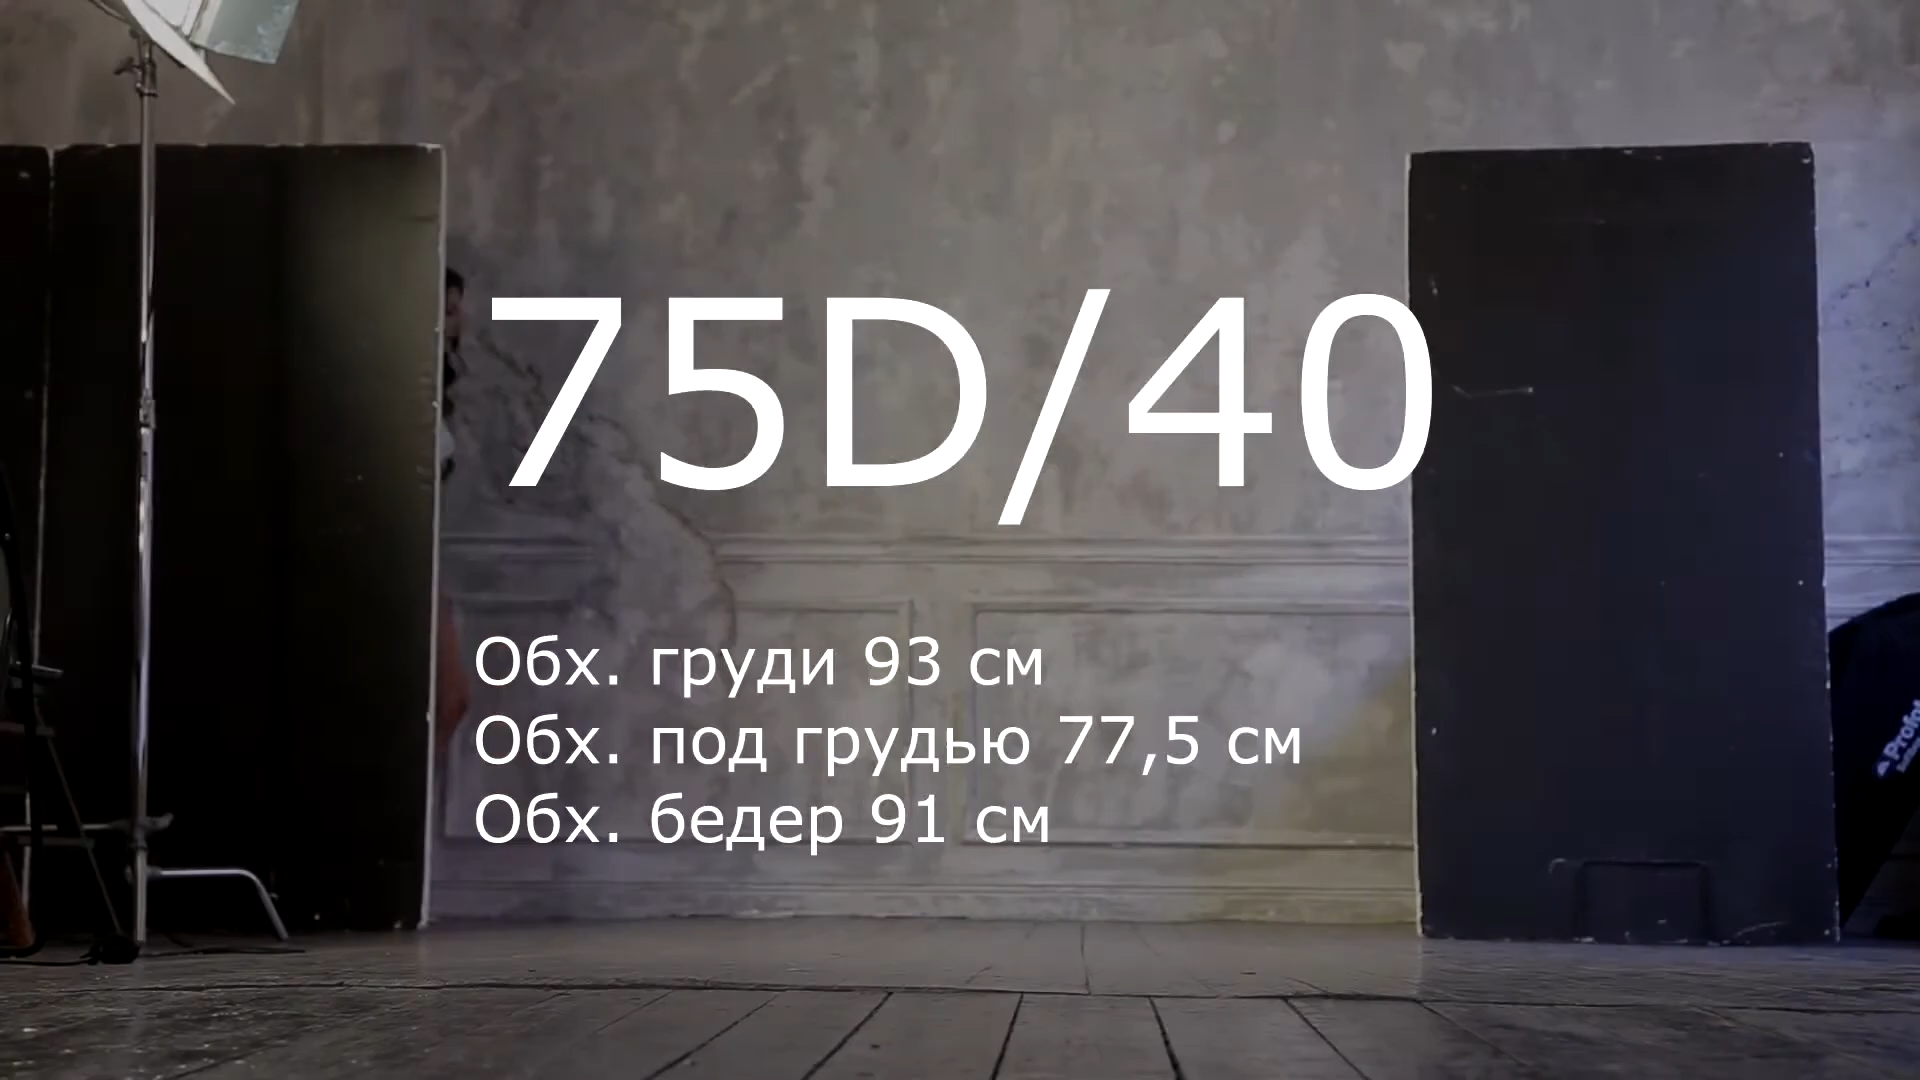 75D/40
Обх. груди 93 см
Обх. под грудью 77,5 см
Обх. бедер 91 см